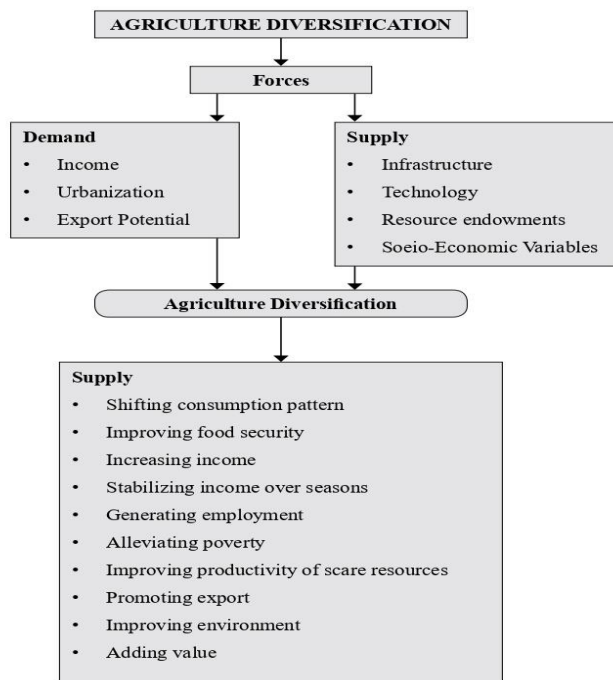 AGRICULTURE DIVERSIFICATION
Forces
Demand
• Income
• Urbanization
• Export Potential
Supply
• Infrastructure
• Technology
• Resource endowments
• Soeio-Economic Variables
Agriculture Diversification
Supply
• Shifting consumption pattern
• Improving food security
• Increasing income
• Stabilizing income over seasons
• Generating employment
• Alleviating poverty
• Improving productivity of scare resources
• Promoting export
• Improving environment
• Adding value